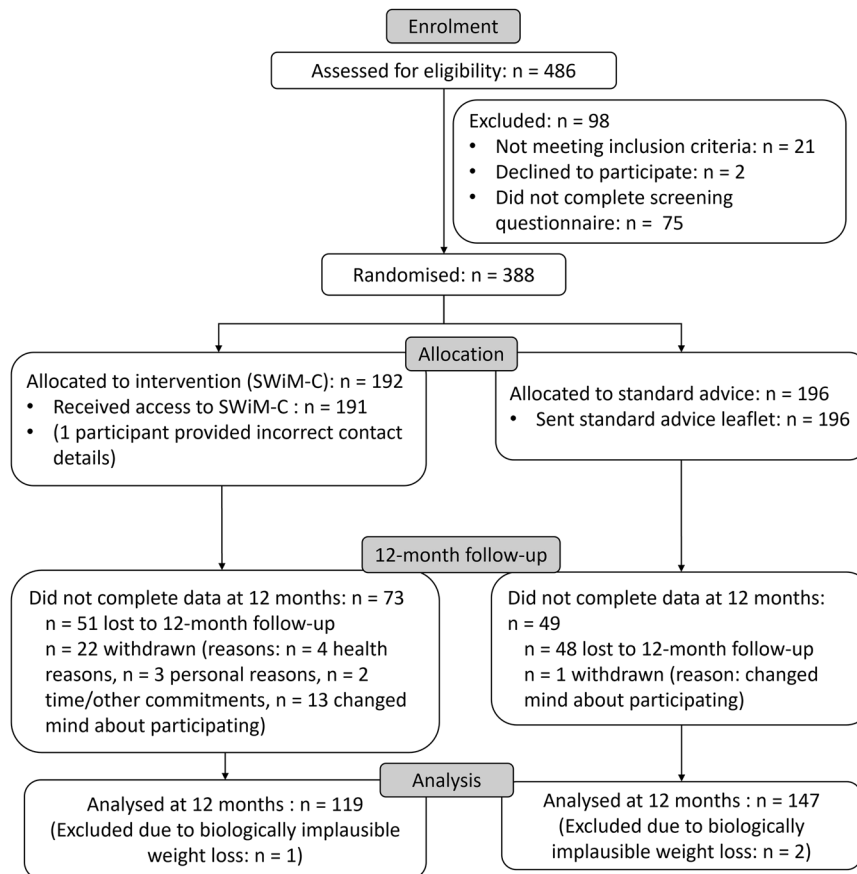 Enrolment
Assessed for eligibility: n = 486
Excluded: n = 98
• Not meeting inclusion criteria: n = 21
• Declined to participate: n = 2
• Did not complete screening
questionnaire: n = 75
Randomised: n = 388
Allocation
Allocated to intervention (SWiM-C): n = 192
• Received access to SWiM-C : n = 191
• (1 participant provided incorrect contact
details)
Allocated to standard advice: n = 196
• Sent standard advice leaflet: n = 196
12-month follow-up
Did not complete data at 12 months: n = 73
n = 51 lost to 12-month follow-up
n = 22 withdrawn (reasons: n = 4 health
reasons, n = 3 personal reasons, n = 2
time/other commitments, n = 13 changed
mind about participating)
Did not complete data at 12 months:
n = 49
n = 48 lost to 12-month follow-up
n = 1 withdrawn (reason: changed
mind about participating)
Analysis
Analysed at 12 months : n = 119
(Excluded due to biologically implausible
weight loss: n = 1)
Analysed at 12 months : n = 147
(Excluded due to biologically
implausible weight loss: n = 2)